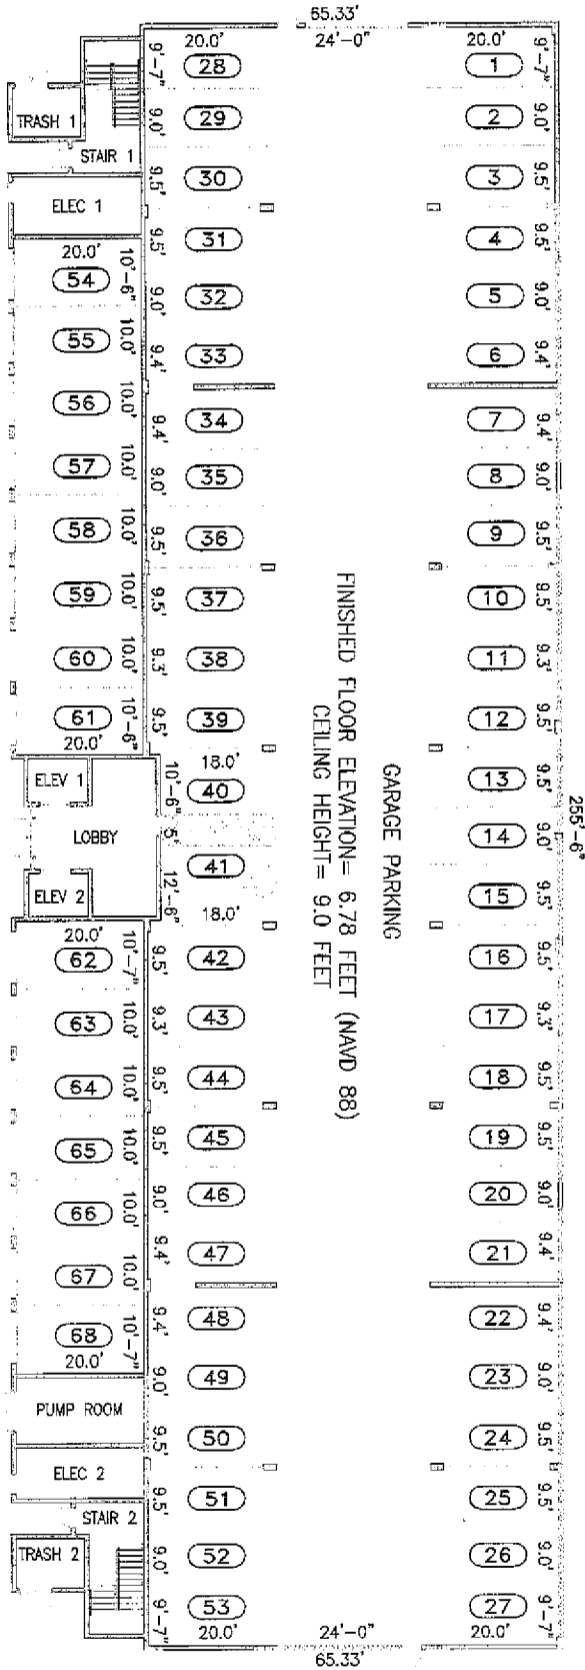 65.33'
20.0' 24'-0" 20.0'
9'-7" 28 1 9'-7"
TRASH 1 9.0' 29 2 9.0'
STAIR 1
9.5' 30 3 9.5'
ELEC 1
9.5' 31 4 9.5'
20.0'
54 10'-6" 9.0' 32 5 9.0'
55 10.0' 9.4' 33 6 9.4'
56 10.0' 9.4' 34 7 9.4'
57 10.0' 9.0' 35 8 9.0'
58 10.0' 9.5' 36 9 9.5'
59 10.0' 9.5' 37 10 9.5'
60 10.0' 9.3' 38 11 9.3'
61 10'-6" 9.5' 39 12 9.5'
20.0'
18.0'
ELEV 1 10'-6" 40 13 9.5'
LOBBY 5' 14 9.0'
255'-6"
GARAGE PARKING
FINISHED FLOOR ELEVATION= 6.78 FEET (NAVD 88)
CEILING HEIGHT= 9.0 FEET
41
ELEV 2 12'-6" 15 9.5'
18.0'
20.0'
62 10'-7" 9.5' 42 16 9.5'
63 10.0' 9.3' 43 17 9.3'
64 10.0' 9.5' 44 18 9.5'
65 10.0' 9.5' 45 19 9.5'
66 10.0' 9.0' 46 20 9.0'
67 10.0' 9.4' 47 21 9.4'
68 10'-7" 9.4' 48 22 9.4'
20.0'
9.0' 49 23 9.0'
PUMP ROOM
9.5' 50 24 9.5'
ELEC 2
9.5' 51 25 9.5'
STAIR 2
TRASH 2 9.0' 52 26 9.0'
9'-7" 53 27 9'-7"
20.0' 24'-0" 20.0'
65.33'